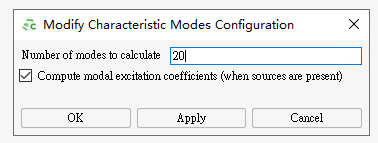 Modify Characteristic Modes Configuration
Number of modes to calculate 20
Compute modal excitation coefficients (when sources are present)
OK Apply Cancel